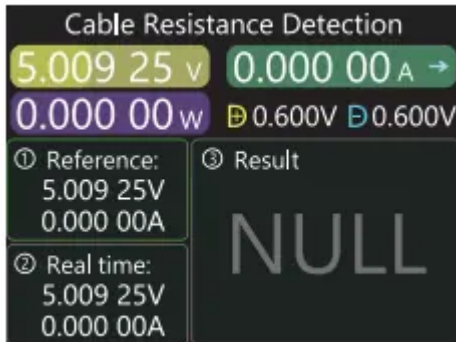 Cable Resistance Detection
5.009 25 V 0.000 00 A →
0.000 00 W D+ 0.600V D- 0.600V
① Reference:
5.009 25V
0.000 00A
② Real time:
5.009 25V
0.000 00A
③ Result
NULL